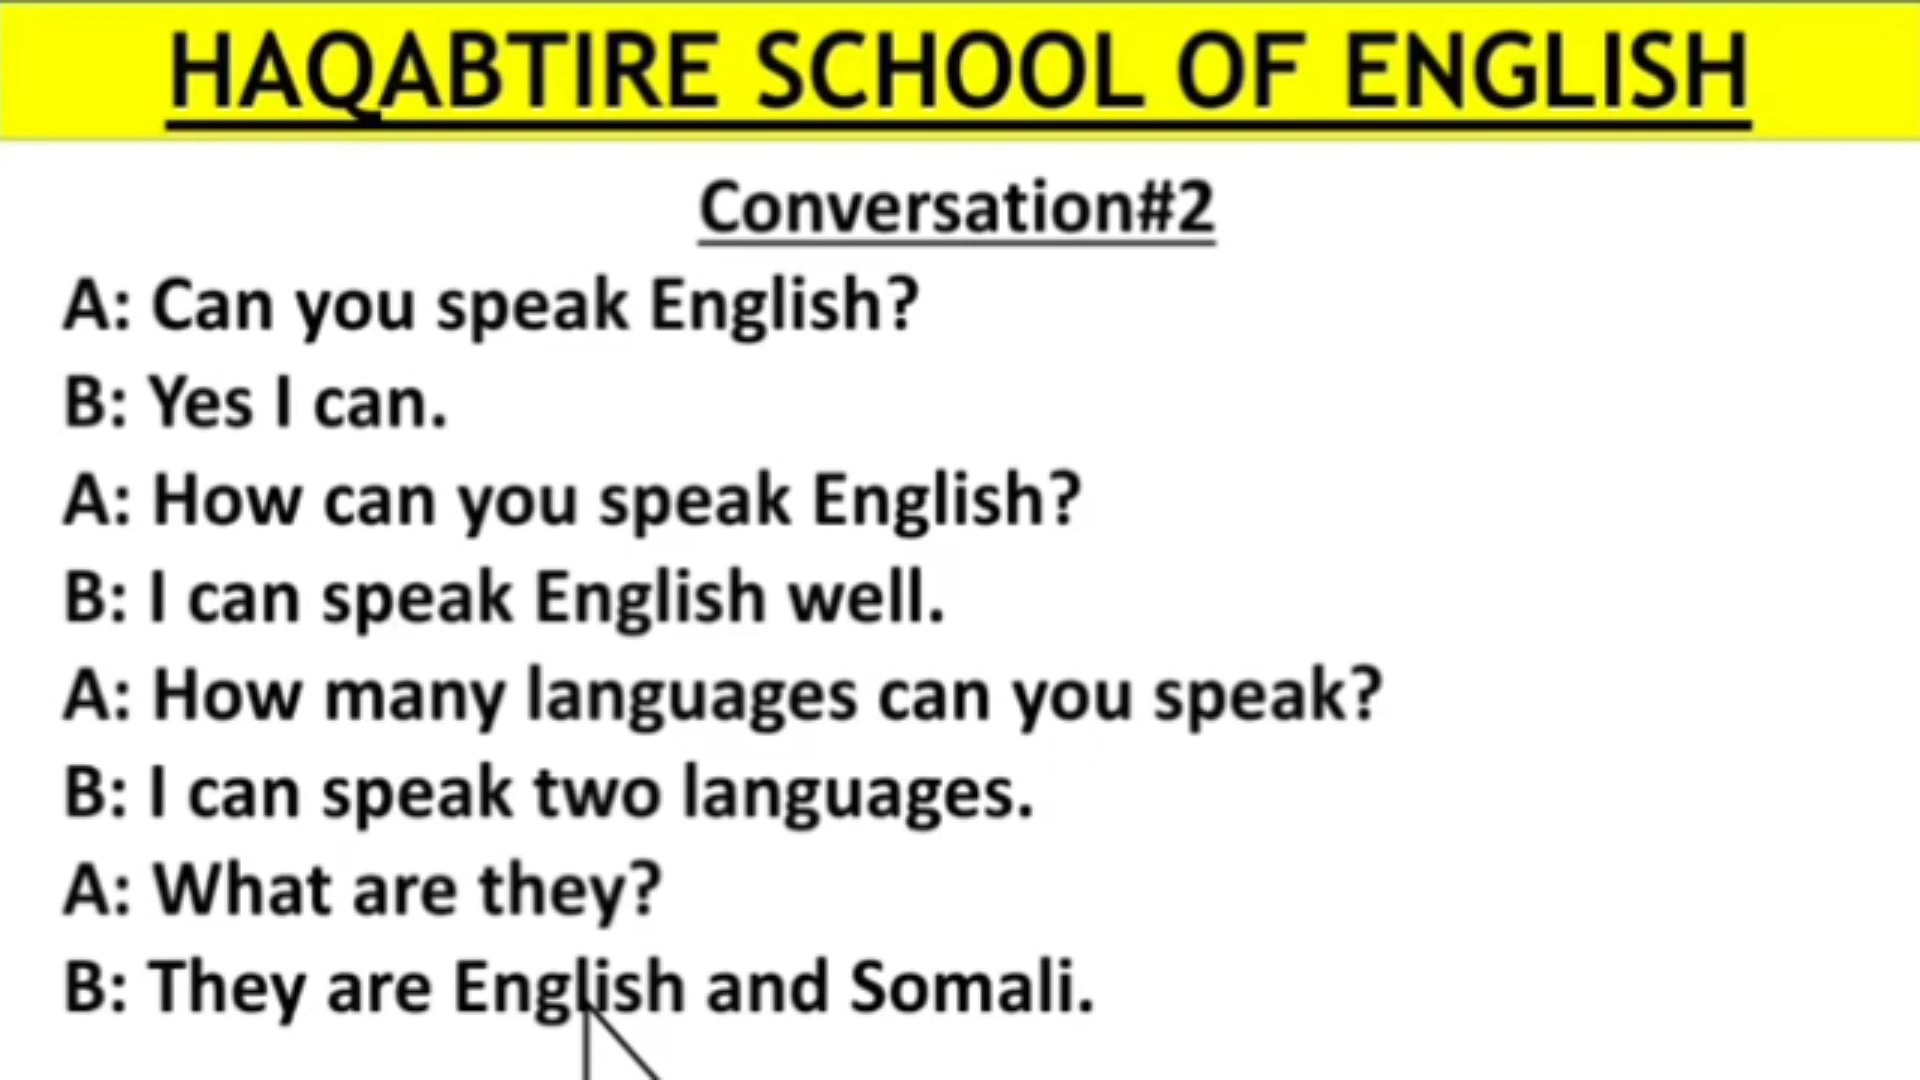 HAQABTIRE SCHOOL OF ENGLISH
Conversation#2
A: Can you speak English?
B: Yes I can.
A: How can you speak English?
B: I can speak English well.
A: How many languages can you speak?
B: I can speak two languages.
A: What are they?
B: They are English and Somali.